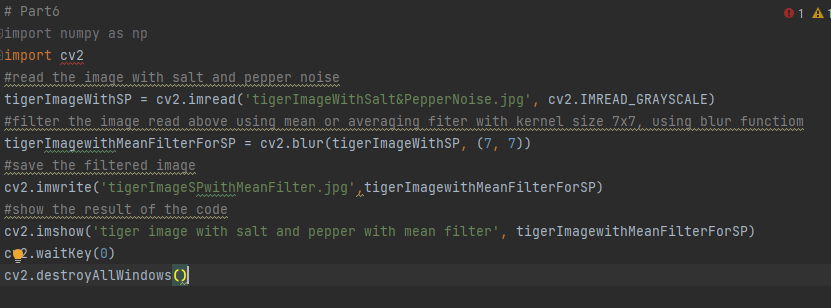 # Part6
import numpy as np
import cv2
#read the image with salt and pepper noise
tigerImageWithSP = cv2.imread('tigerImageWithSalt&PepperNoise.jpg', cv2.IMREAD_GRAYSCALE)
#filter the image read above using mean or averaging fiter with kernel size 7x7, using blur functiom
tigerImagewithMeanFilterForSP = cv2.blur(tigerImageWithSP, (7, 7))
#save the filtered image
cv2.imwrite('tigerImageSPwithMeanFilter.jpg',tigerImagewithMeanFilterForSP)
#show the result of the code
cv2.imshow('tiger image with salt and pepper with mean filter', tigerImagewithMeanFilterForSP)
cv2.waitKey(0)
cv2.destroyAllWindows()
1 1